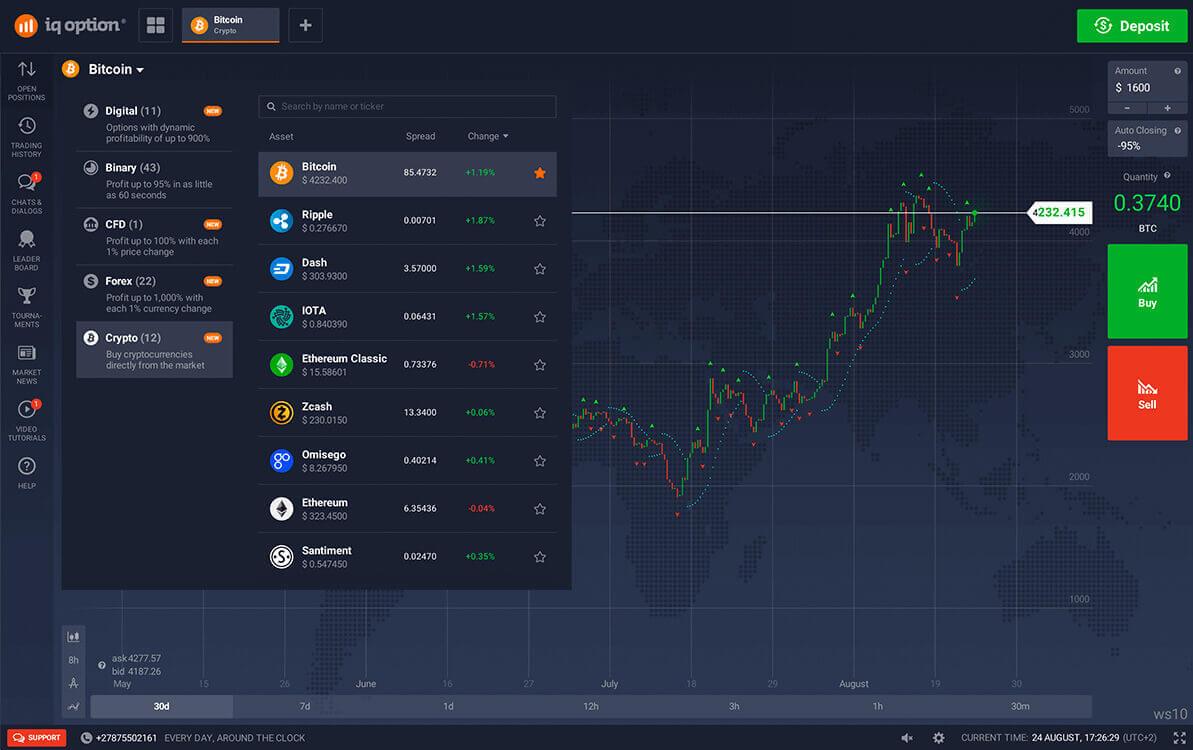 iq option®
Bitcoin
Crypto
+
Deposit
OPEN
POSITIONS
TRADING
HISTORY
1
CHATS &
DIALOGS
LEADER
BOARD
TOURNA-
MENTS
MARKET
NEWS
1
VIDEO
TUTORIALS
?
HELP
Bitcoin
Digital (11) NEW
Options with dynamic
profitability of up to 900%
Binary (43)
Profit up to 95% in as little
as 60 seconds
CFD (1) NEW
Profit up to 100% with each
1% price change
Forex (22) NEW
Profit up to 1,000% with
each 1% currency change
Crypto (12) NEW
Buy cryptocurrencies
directly from the market
Search by name or ticker
Asset Spread Change
Bitcoin
$ 4232.400 85.4732 +1.19%
Ripple
$ 0.276670 0.00701 +1.87%
Dash
$ 303.9300 3.57000 +1.59%
IOTA
$ 0.840390 0.06431 +1.57%
Ethereum Classic
$ 15.58601 0.73376 -0.71%
Zcash
$ 230.0150 13.3400 +0.06%
Omisego
$ 8.267950 0.40214 +0.41%
Ethereum
$ 323.4500 6.35436 -0.04%
Santiment
$ 0.547450 0.02470 +0.35%
5000
4232.415
4000
3000
2000
1000
Amount ?
$ 1600
- +
Auto Closing ?
-95%
Quantity ?
0.3740
BTC
Buy
Sell
8h
? ask 4277.57
bid 4187.26
May 15 26 June 16 27 July 18 29 August 19 30
30d 7d 1d 12h 3h 1h 30m
ws10
SUPPORT +27875502161 EVERY DAY, AROUND THE CLOCK CURRENT TIME: 24 AUGUST, 17:26:29 (UTC+2)